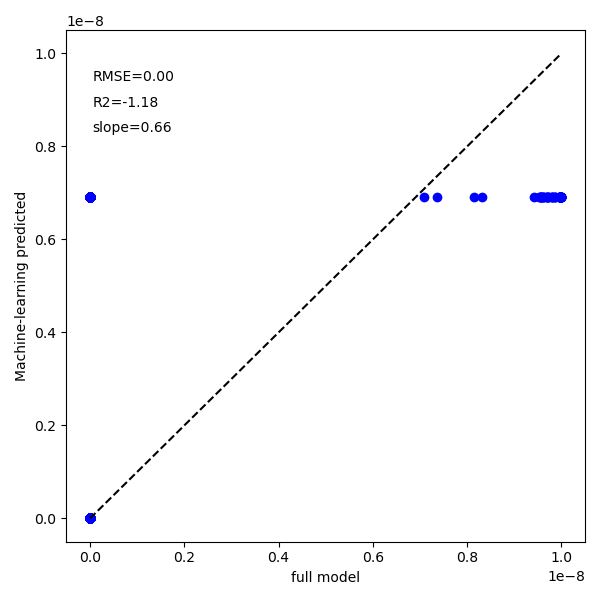 1e−8
1.0
0.8
0.6
0.4
0.2
0.0
RMSE=0.00
R2=-1.18
slope=0.66
Machine-learning predicted
0.0 0.2 0.4 0.6 0.8 1.0
1e−8
full model